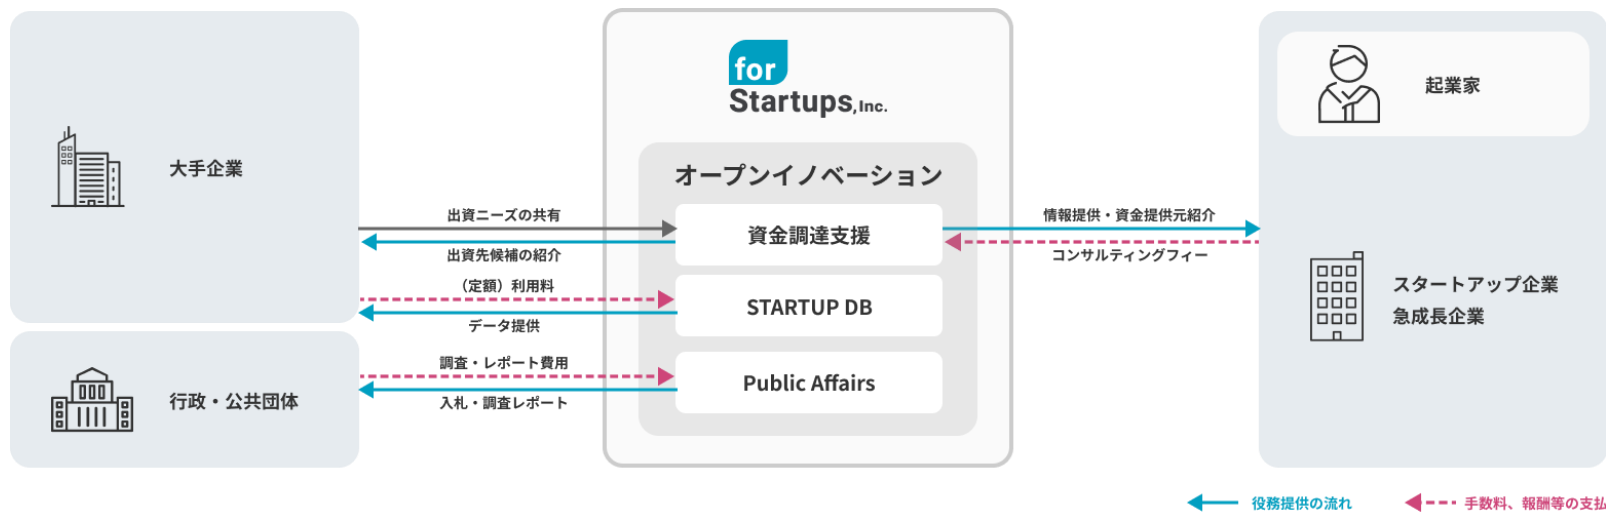 for
Startups,Inc.
オープンイノベーション
大手企業
行政・公共団体
出資ニーズの共有
出資先候補の紹介
（定額）利用料
データ提供
調査・レポート費用
入札・調査レポート
資金調達支援
STARTUP DB
Public Affairs
情報提供・資金提供元紹介
コンサルティングフィー
起業家
スタートアップ企業
急成長企業
役務提供の流れ
手数料、報酬等の支払